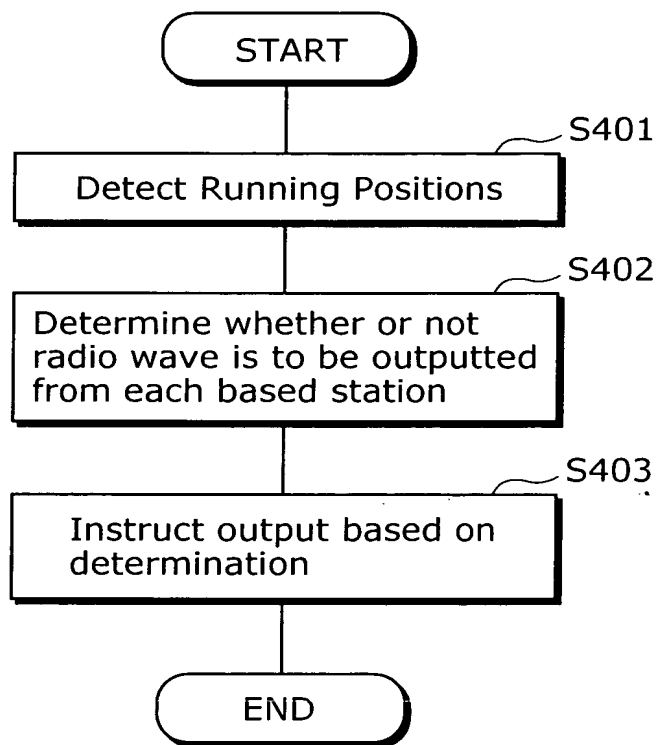 START
S401
Detect Running Positions
S402
Determine whether or not
radio wave is to be outputted
from each based station
S403
Instruct output based on
determination
END